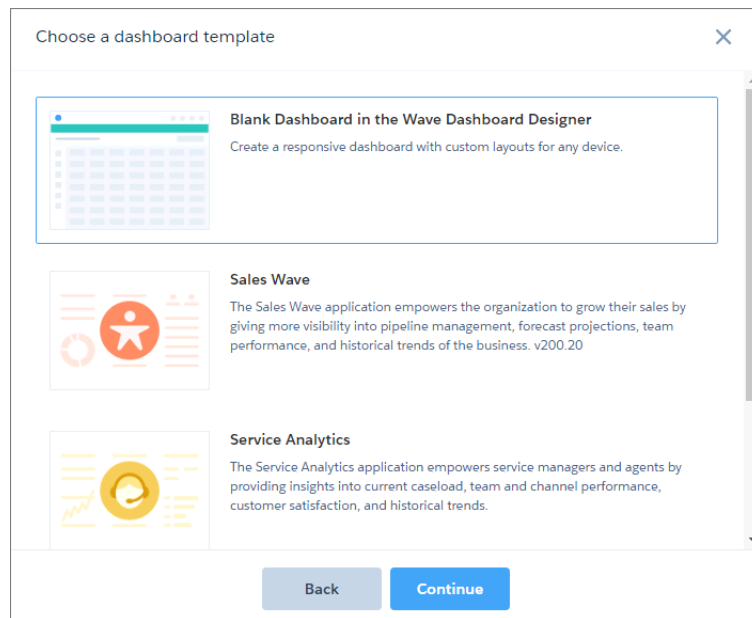 Choose a dashboard template
Blank Dashboard in the Wave Dashboard Designer
Create a responsive dashboard with custom layouts for any device.
Sales Wave
The Sales Wave application empowers the organization to grow their sales by
giving more visibility into pipeline management, forecast projections, team
performance, and historical trends of the business. v200.20
Service Analytics
The Service Analytics application empowers service managers and agents by
providing insights into current caseload, team and channel performance,
customer satisfaction, and historical trends.
Back
Continue